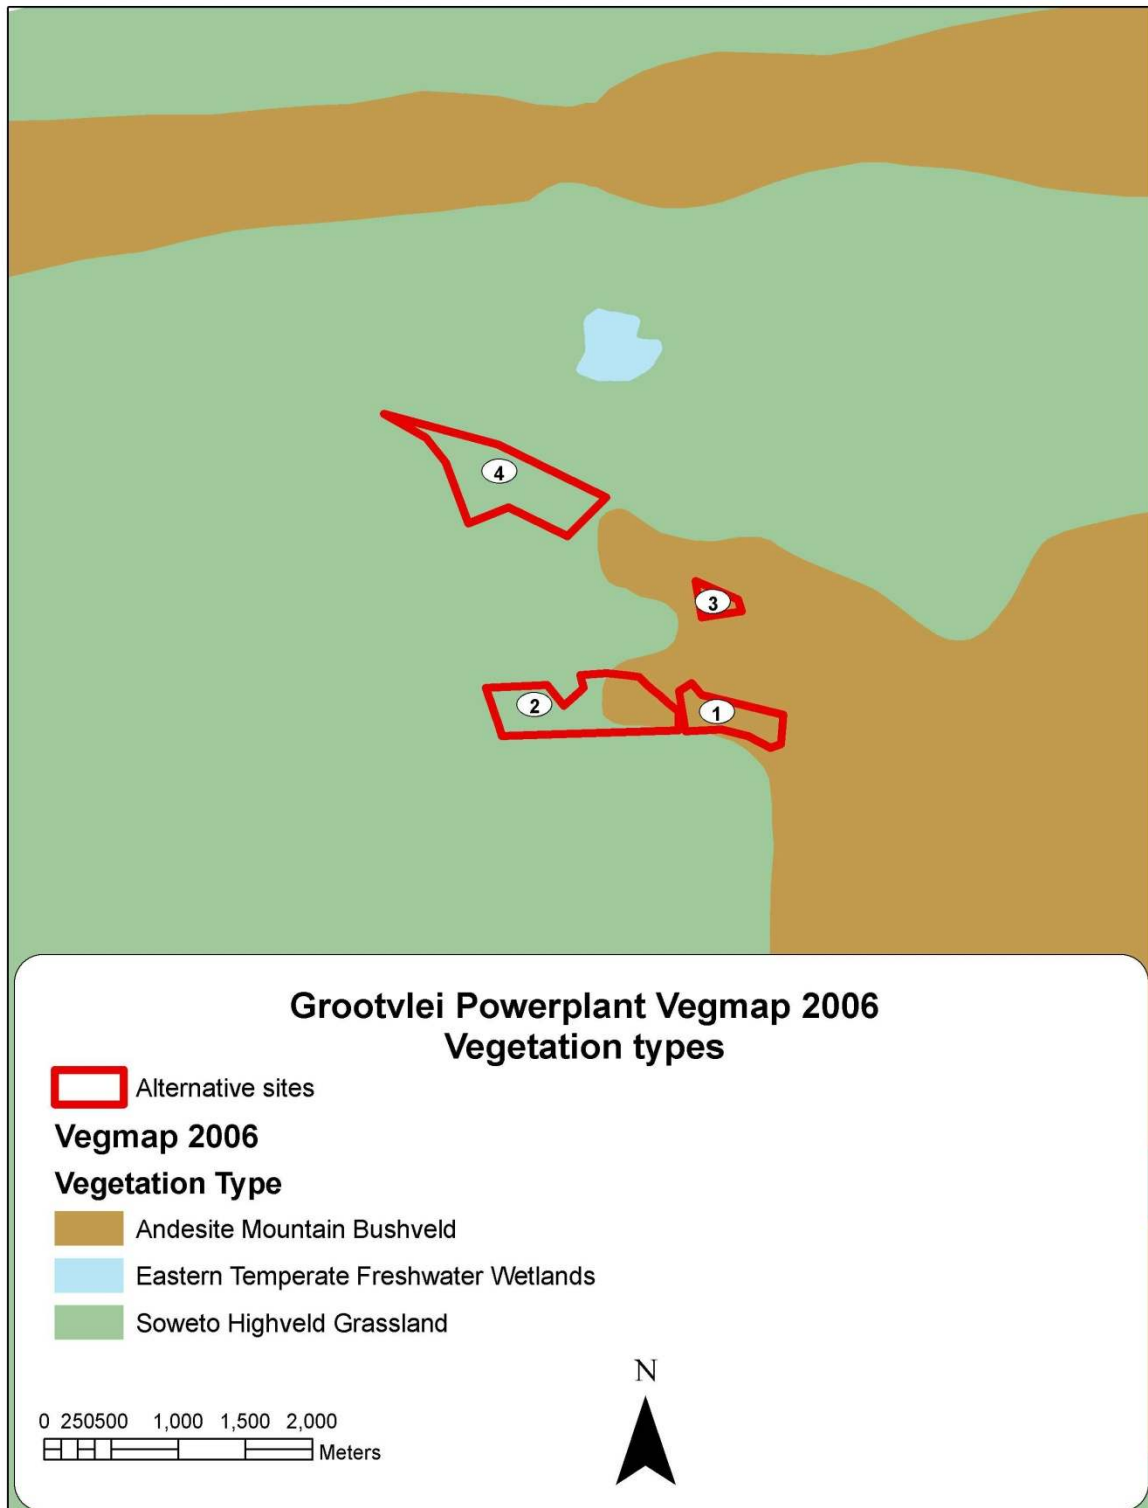 4
3
2
1
Grootvlei Powerplant Vegmap 2006
Vegetation types
Alternative sites
Vegmap 2006
Vegetation Type
Andesite Mountain Bushveld
Eastern Temperate Freshwater Wetlands
Soweto Highveld Grassland
N
0 250500 1,000 1,500 2,000
Meters